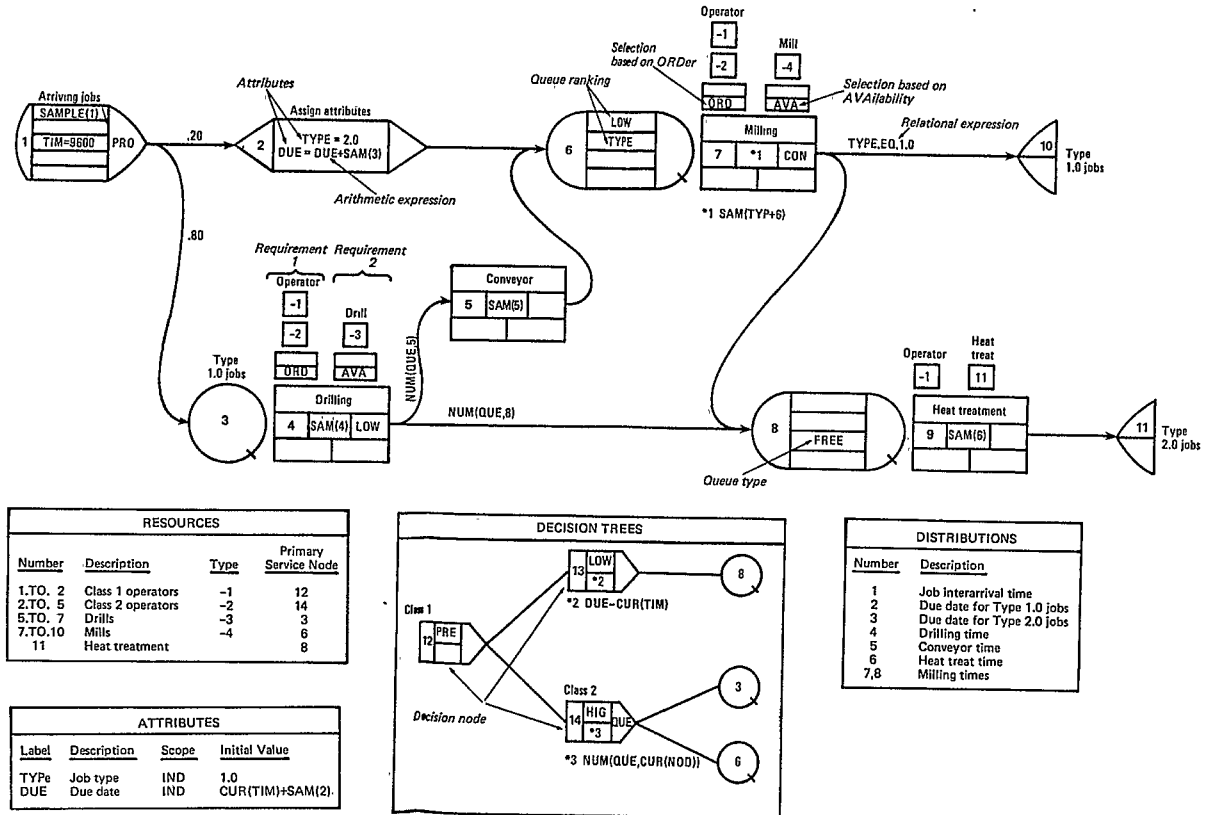 Operator
-1
-2
ORD
Mill
-4
AVA
Selection
based on ORDer
Selection based on
AVAilability
Queue ranking
Attributes
Arriving jobs
1
SAMPLE(1)
TIM=9600
PRO
.20
.80
Assign attributes
2
TYPE = 2.0
DUE = DUE+SAM(3)
Arithmetic expression
6
LOW
TYPE
Milling
7 *1 CON
*1 SAM(TYP+6)
Relational expression
TYPE,EQ,1.0
10
Type
1.0 jobs
Requirement
1
Requirement
2
Operator
-1
-2
ORD
Drill
-3
AVA
Type
1.0 jobs
3
Drilling
4 SAM(4) LOW
NUM(QUE,5)
Conveyor
5 SAM(5)
NUM(QUE,8)
8
FREE
Queue type
Operator
-1
Heat
treat
11
Heat treatment
9 SAM(6)
11
Type
2.0 jobs
RESOURCES
Number Description Type Primary Service Node
1.TO. 2 Class 1 operators -1 12
2.TO. 5 Class 2 operators -2 14
5.TO. 7 Drills -3 3
7.TO.10 Mills -4 6
11 Heat treatment 8
ATTRIBUTES
Label Description Scope Initial Value
TYPe Job type IND 1.0
DUE Due date IND CUR(TIM)+SAM(2).
DECISION TREES
Class 1
12 PRE
13 LOW
*2
*2 DUE-CUR(TIM)
8
Class 2
14 HIG QUE
*3
*3 NUM(QUE,CUR(NOD))
3
6
Decision node
DISTRIBUTIONS
Number Description
1 Job interarrival time
2 Due date for Type 1.0 jobs
3 Due date for Type 2.0 jobs
4 Drilling time
5 Conveyor time
6 Heat treat time
7,8 Milling times